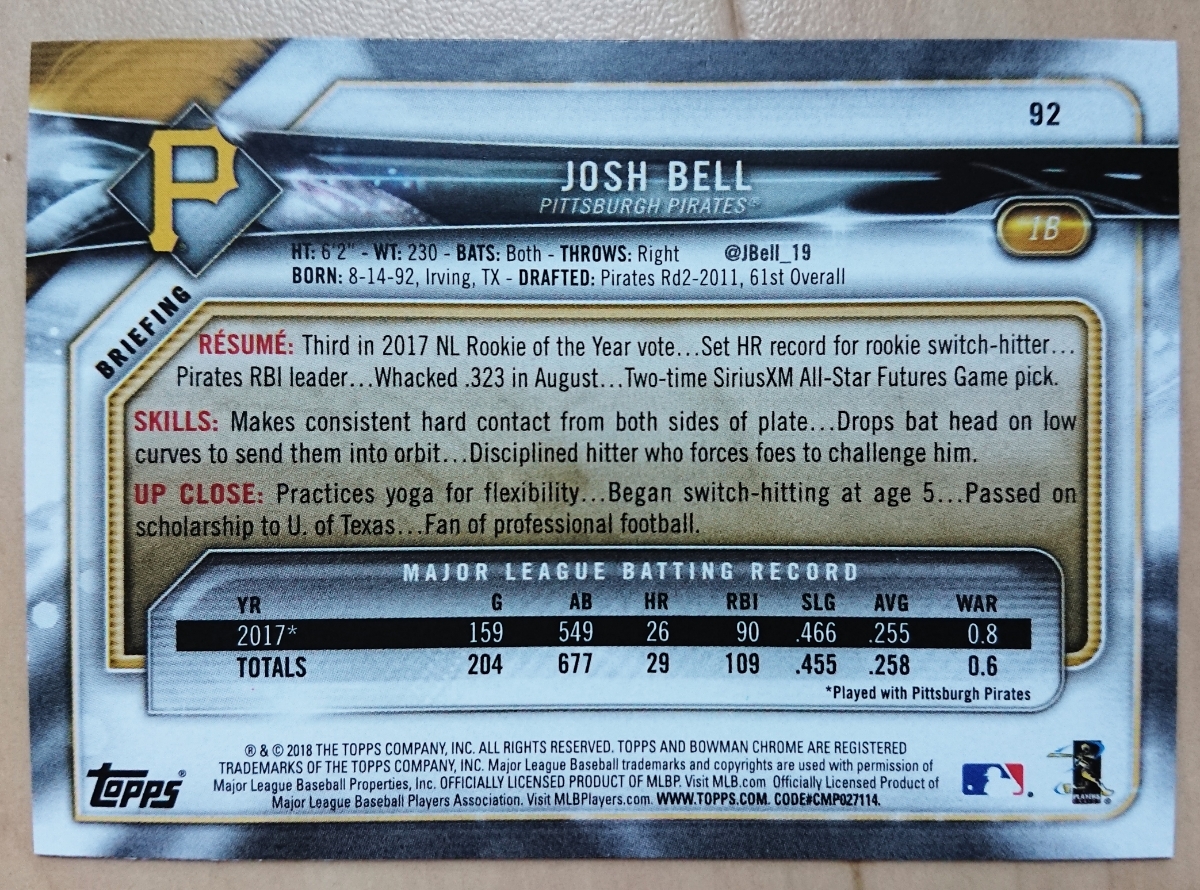 92
P
JOSH BELL
PITTSBURGH PIRATES®
1B
HT: 6'2" - WT: 230 - BATS: Both - THROWS: Right @JBell_19
BORN: 8-14-92, Irving, TX - DRAFTED: Pirates Rd2-2011, 61st Overall
BRIEFING
RÉSUMÉ: Third in 2017 NL Rookie of the Year vote...Set HR record for rookie switch-hitter...
Pirates RBI leader...Whacked .323 in August...Two-time SiriusXM All-Star Futures Game pick.
SKILLS: Makes consistent hard contact from both sides of plate...Drops bat head on low
curves to send them into orbit...Disciplined hitter who forces foes to challenge him.
UP CLOSE: Practices yoga for flexibility...Began switch-hitting at age 5...Passed on
scholarship to U. of Texas...Fan of professional football.
MAJOR LEAGUE BATTING RECORD
YR G AB HR RBI SLG AVG WAR
2017* 159 549 26 90 .466 .255 0.8
TOTALS 204 677 29 109 .455 .258 0.6
*Played with Pittsburgh Pirates
® & © 2018 THE TOPPS COMPANY, INC. ALL RIGHTS RESERVED. TOPPS AND BOWMAN CHROME ARE REGISTERED
TRADEMARKS OF THE TOPPS COMPANY, INC. Major League Baseball trademarks and copyrights are used with permission of
Major League Baseball Properties, Inc. OFFICIALLY LICENSED PRODUCT OF MLBP. Visit MLB.com Officially Licensed Product of
Major League Baseball Players Association. Visit MLBPlayers.com. WWW.TOPPS.COM. CODE#CMP027114.
topps®